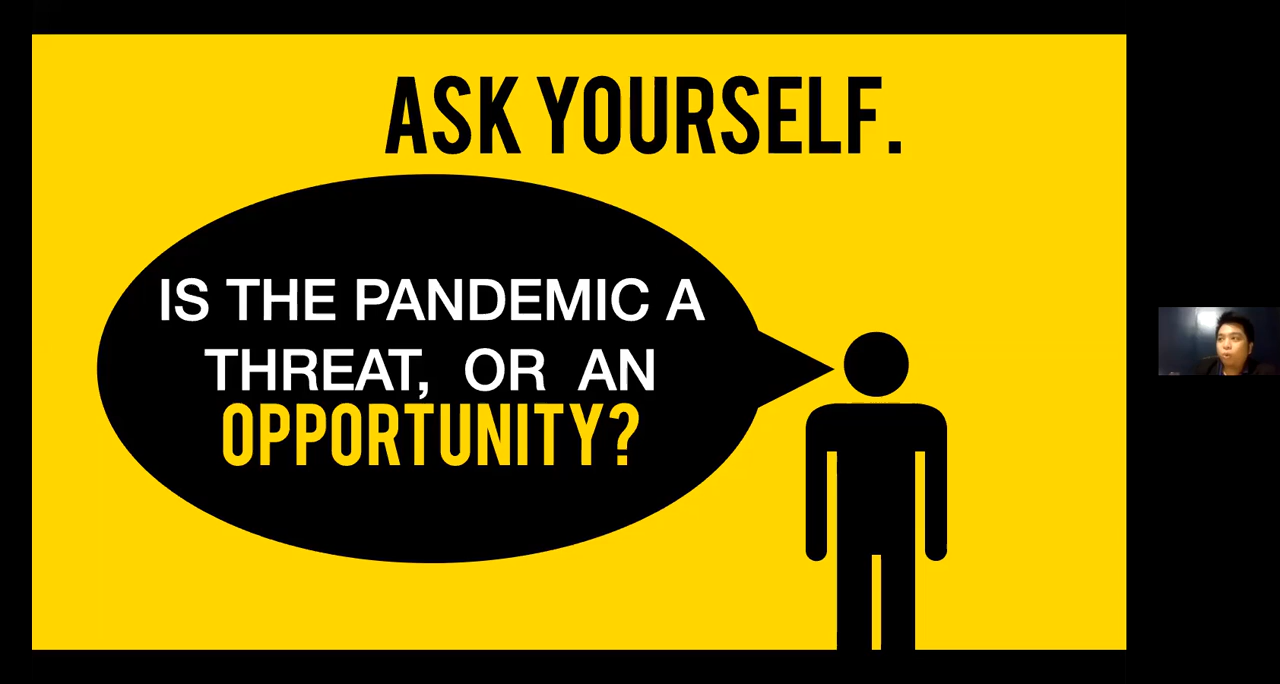 ASK YOURSELF.
IS THE PANDEMIC A
THREAT, OR AN
OPPORTUNITY?